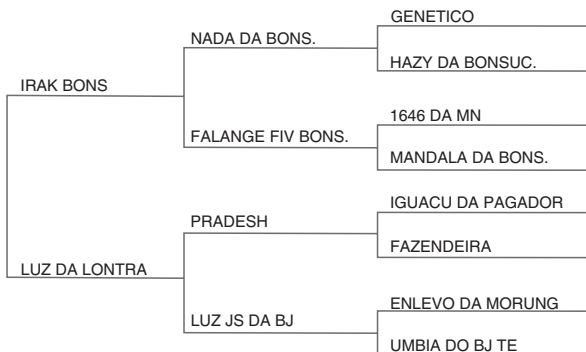 GENETICO
NADA DA BONS.
HAZY DA BONSUC.
IRAK BONS
1646 DA MN
FALANGE FIV BONS.
MANDALA DA BONS.
IGUACU DA PAGADOR
PRADESH
FAZENDEIRA
LUZ DA LONTRA
ENLEVO DA MORUNG
LUZ JS DA BJ
UMBIA DO BJ TE